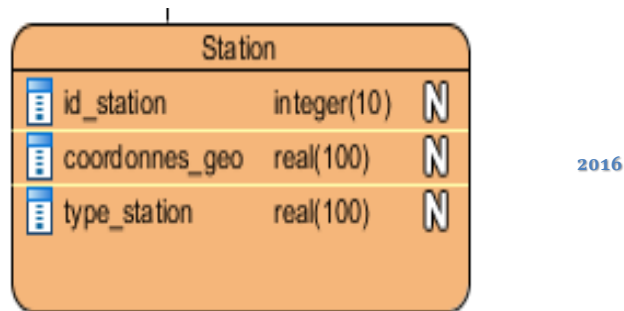 Station
id_station integer(10) N
coordonnes_geo real(100) N
type_station real(100) N
2016